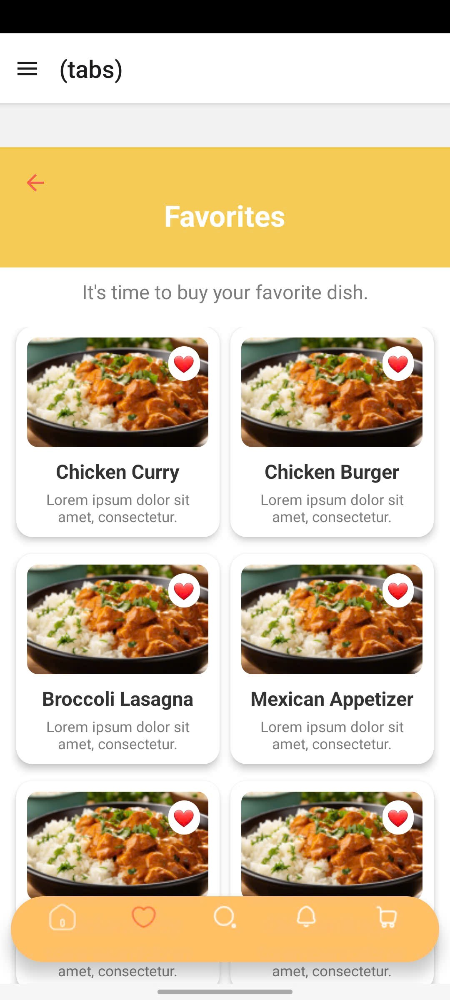 (tabs)
Favorites
It's time to buy your favorite dish.
Chicken Curry
Lorem ipsum dolor sit
amet, consectetur.
Chicken Burger
Lorem ipsum dolor sit
amet, consectetur.
Broccoli Lasagna
Lorem ipsum dolor sit
amet, consectetur.
Mexican Appetizer
Lorem ipsum dolor sit
amet, consectetur.
amet, consectetur.
amet, consectetur.